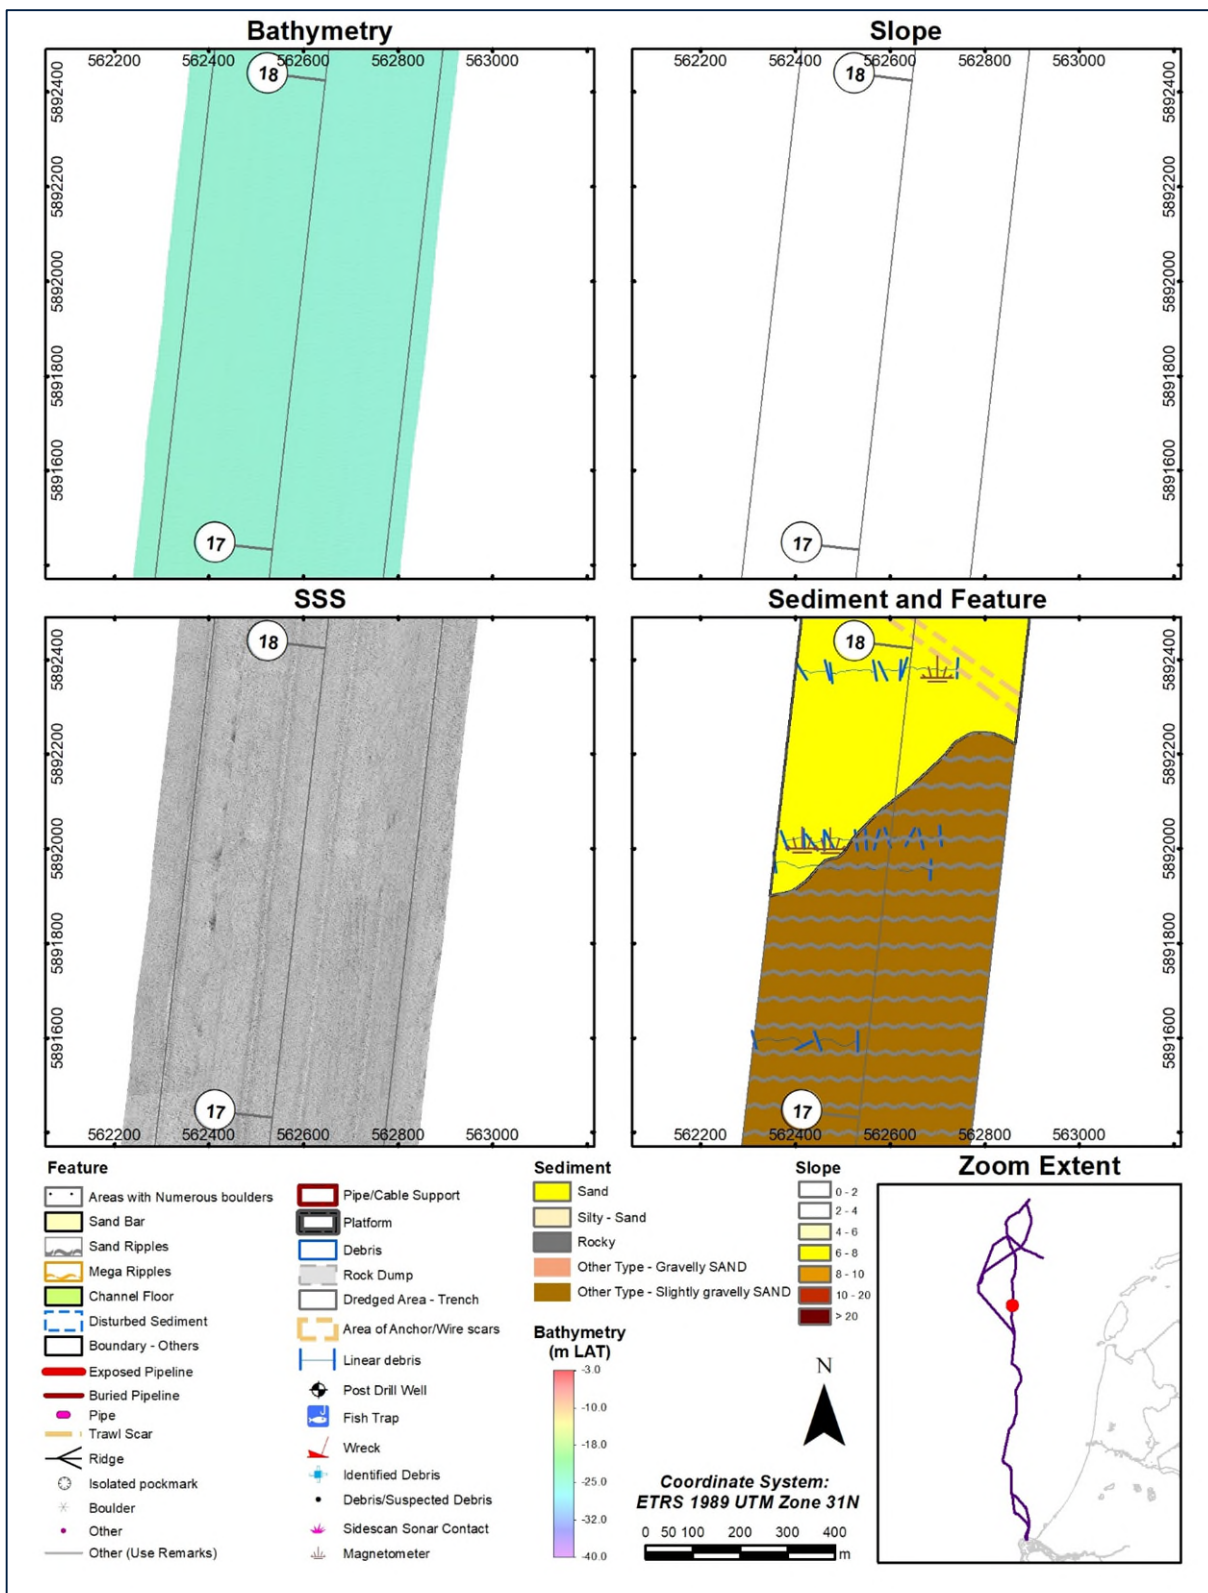 Bathymetry
562200 562400 562600 562800 563000
18
5892400
5892200
5892000
5891800
5891600
17
Slope
562200 562400 562600 562800 563000
18
5892400
5892200
5892000
5891800
5891600
17
SSS
18
5892400
5892200
5892000
5891800
5891600
17
562200 562400 562600 562800 563000
Sediment and Feature
18
5892400
5892200
5892000
5891800
5891600
17
562200 562400 562600 562800 563000
Feature
Areas with Numerous boulders
Sand Bar
Sand Ripples
Mega Ripples
Channel Floor
Disturbed Sediment
Boundary - Others
Exposed Pipeline
Buried Pipeline
Pipe
Trawl Scar
Ridge
Isolated pockmark
Boulder
Other
Other (Use Remarks)
Pipe/Cable Support
Platform
Debris
Rock Dump
Dredged Area - Trench
Area of Anchor/Wire scars
Linear debris
Post Drill Well
Fish Trap
Wreck
Identified Debris
Debris/Suspected Debris
Sidescan Sonar Contact
Magnetometer
Sediment
Sand
Silty - Sand
Rocky
Other Type - Gravelly SAND
Other Type - Slightly gravelly SAND
Bathymetry
(m LAT)
-3.0
-10.0
-18.0
-25.0
-32.0
-40.0
Slope
0 - 2
2 - 4
4 - 6
6 - 8
8 - 10
10 - 20
> 20
N
Coordinate System:
ETRS 1989 UTM Zone 31N
0 50 100 200 300 400
m
Zoom Extent